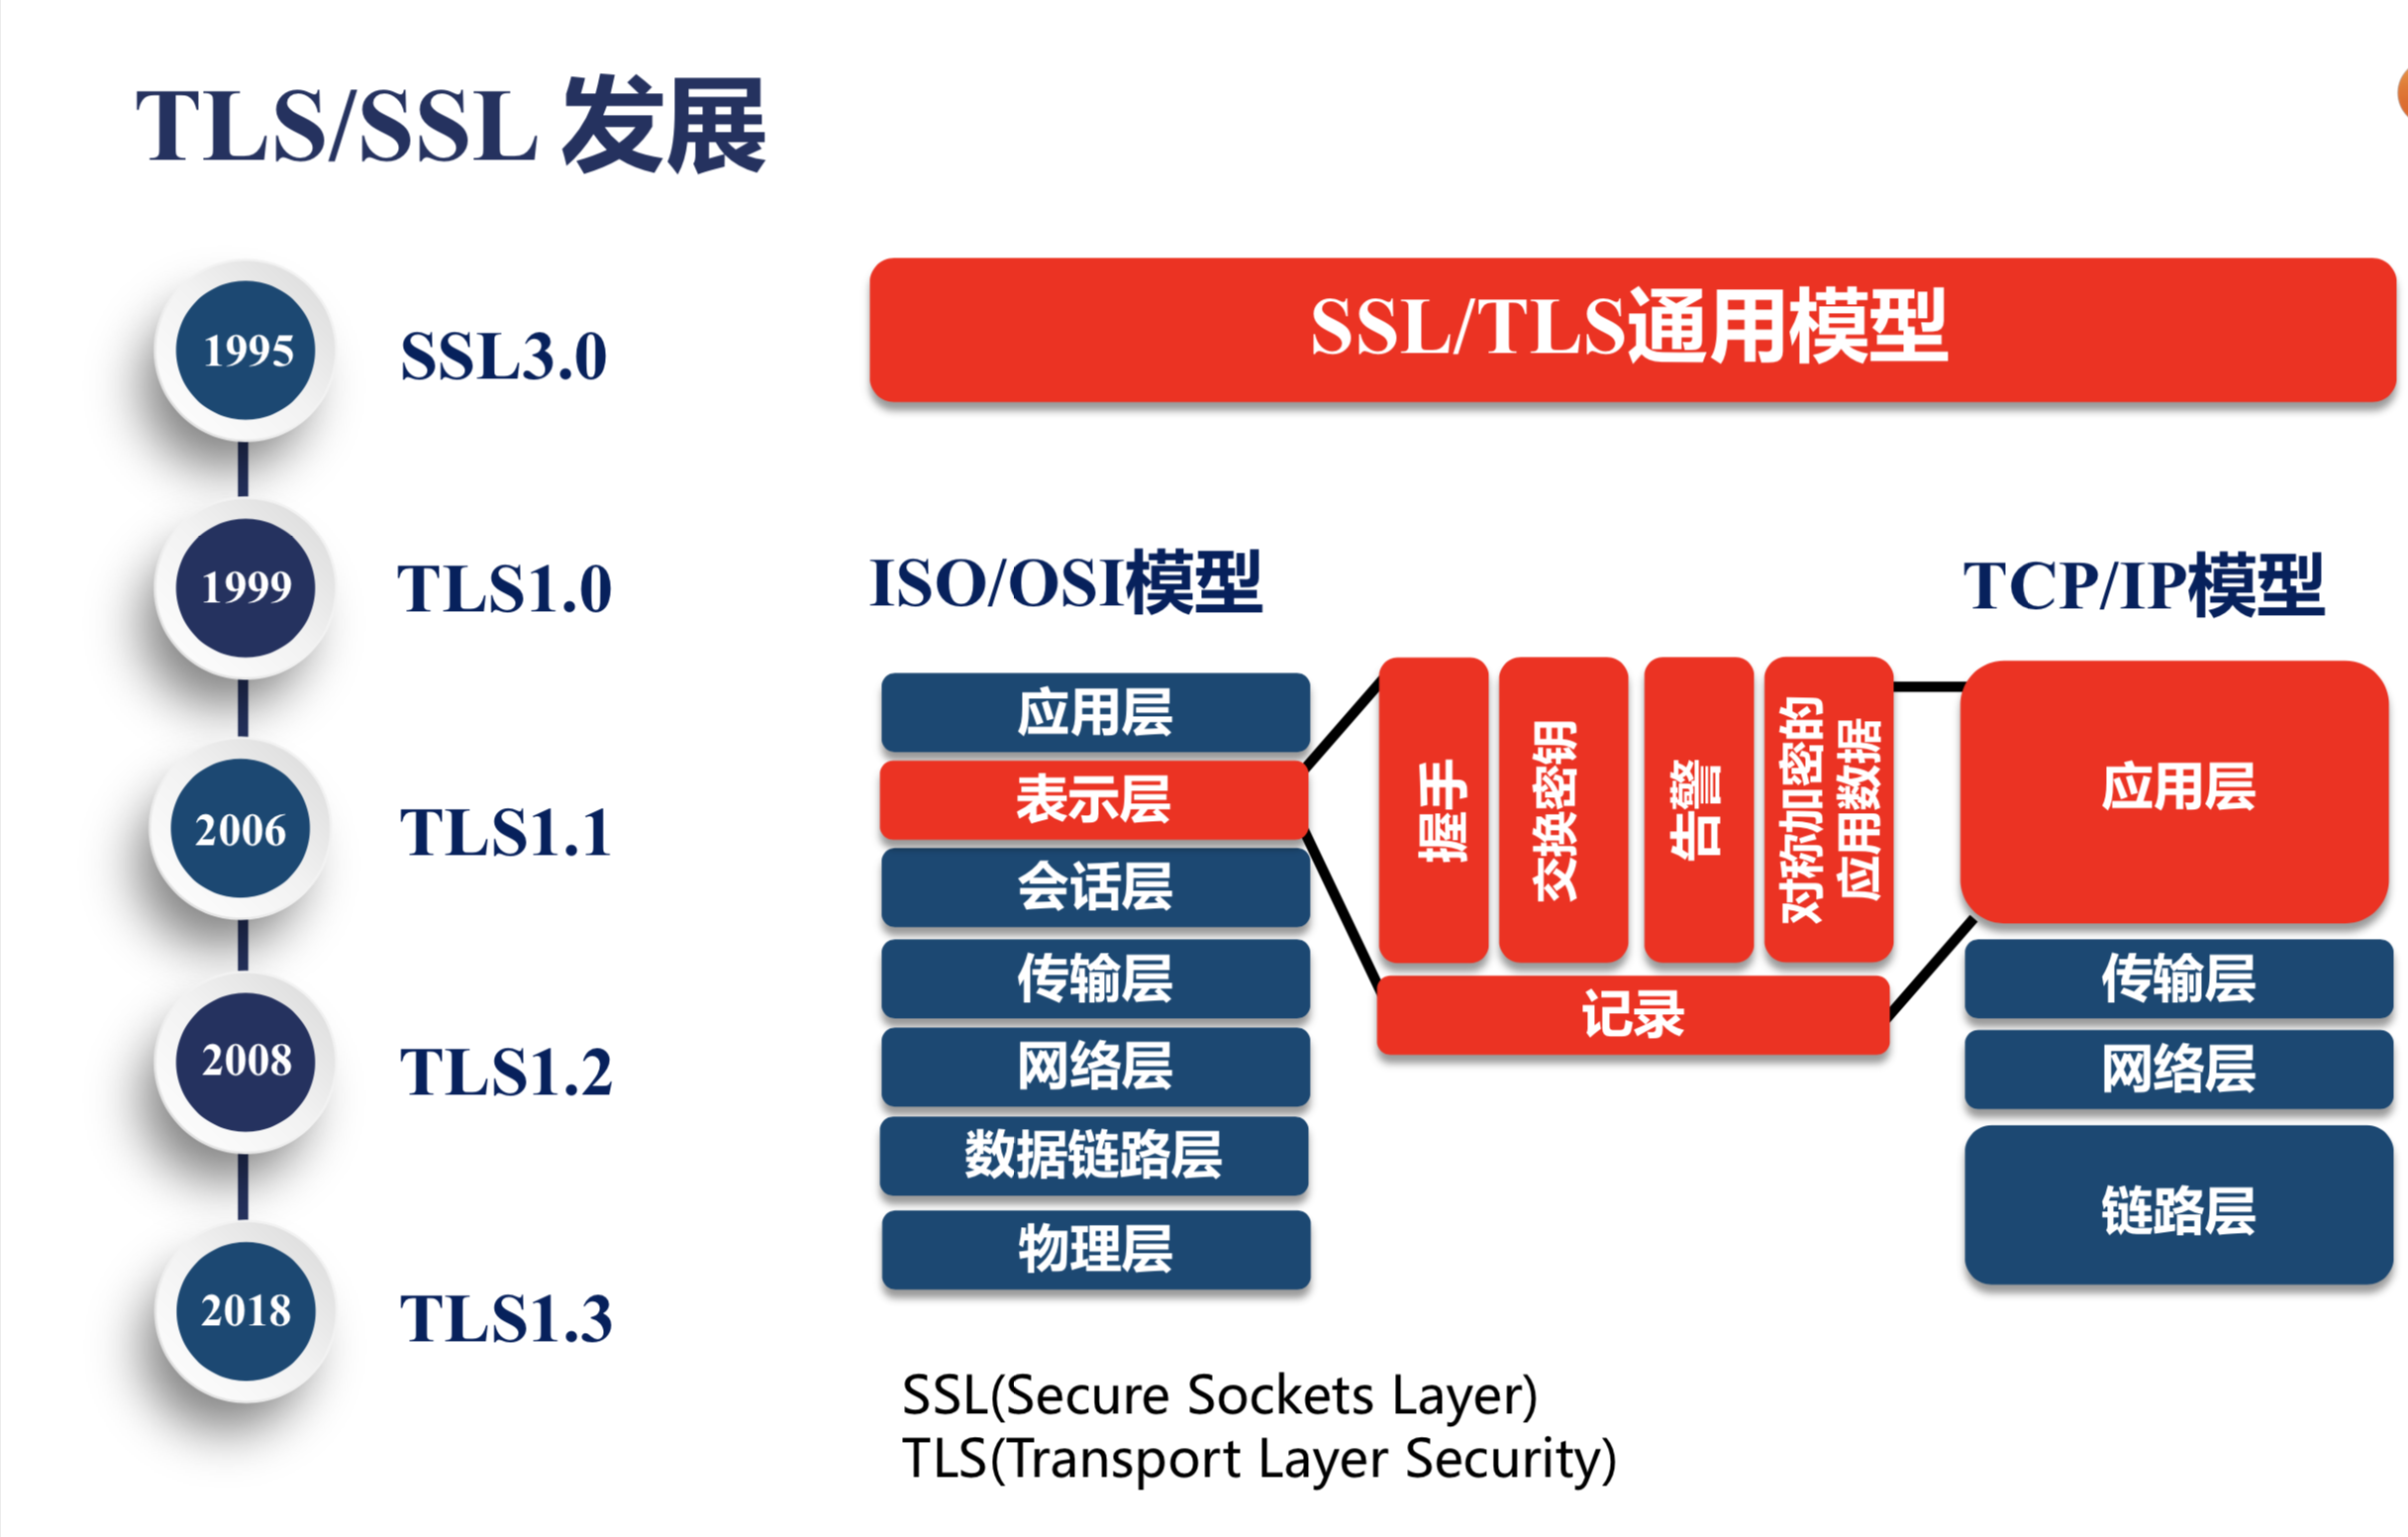 TLS/SSL 发展
1995
SSL3.0
1999
TLS1.0
2006
TLS1.1
2008
TLS1.2
2018
TLS1.3
SSL/TLS通用模型
ISO/OSI模型
应用层
表示层
会话层
传输层
网络层
数据链路层
物理层
握手
交换密钥
告警
对称加密的
应用数据
记录
TCP/IP模型
应用层
传输层
网络层
链路层
SSL(Secure Sockets Layer)
TLS(Transport Layer Security)